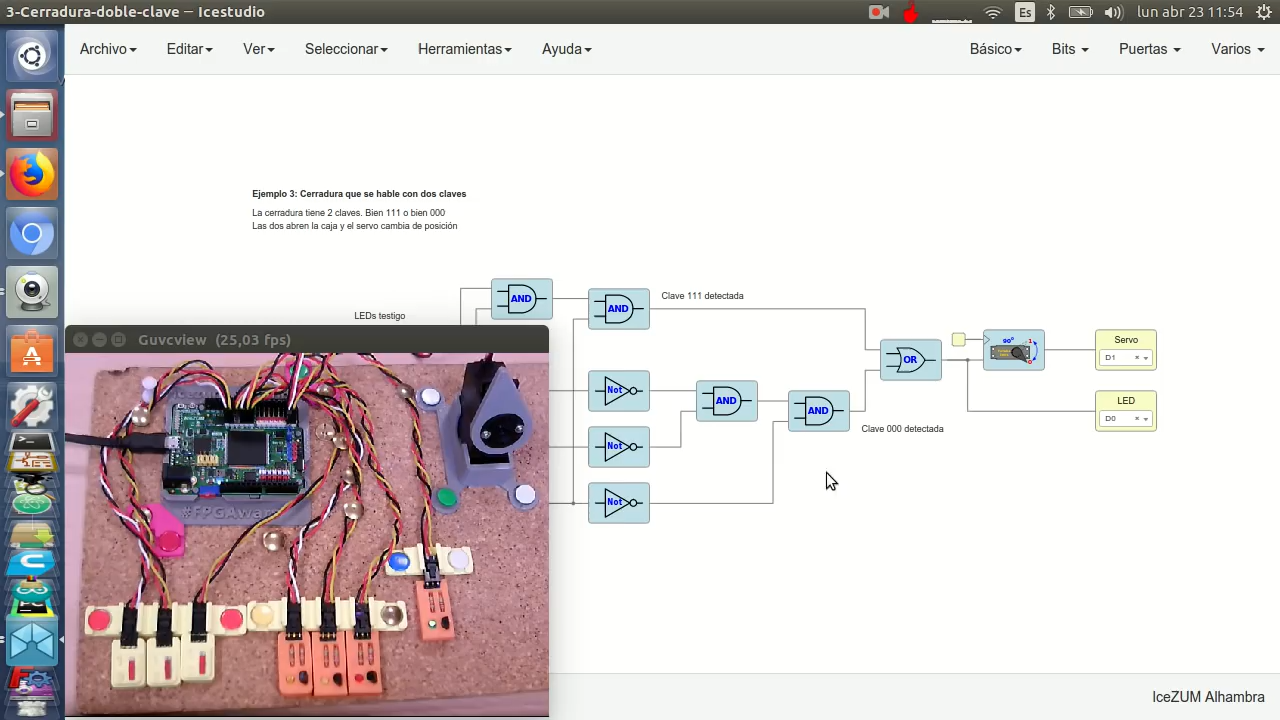 3-Cerradura-doble-clave — Icestudio
Es
lun abr 23 11:54
Archivo
Editar
Ver
Seleccionar
Herramientas
Ayuda
Básico
Bits
Puertas
Varios
Ejemplo 3: Cerradura que se hable con dos claves
La cerradura tiene 2 claves. Bien 111 o bien 000
Las dos abren la caja y el servo cambia de posición
LEDs testigo
AND
AND
Clave 111 detectada
Guvcview (25,03 fps)
OR
90º
1
0
Servo
D1
LED
D0
Not
AND
AND
Clave 000 detectada
Not
Not
#FPGAwars
IceZUM Alhambra